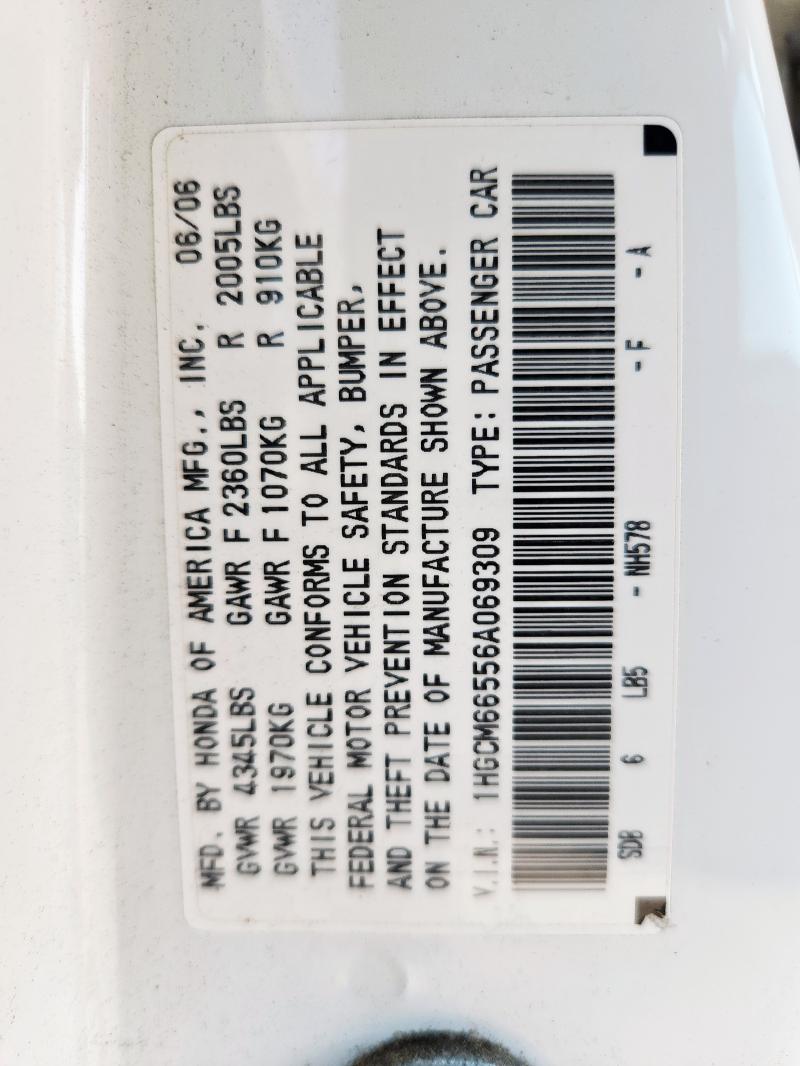 MFD. BY HONDA OF AMERICA MFG., INC. 06/06
GVWR 4345LBS GAWR F 2360LBS R 2005LBS
GVWR 1970KG GAWR F 1070KG R 910KG
THIS VEHICLE CONFORMS TO ALL APPLICABLE
FEDERAL MOTOR VEHICLE SAFETY, BUMPER,
AND THEFT PREVENTION STANDARDS IN EFFECT
ON THE DATE OF MANUFACTURE SHOWN ABOVE.
V.I.N.: 1HGCM66556A069309 TYPE: PASSENGER CAR
SDB 6 LB5 - NH578 - F - A